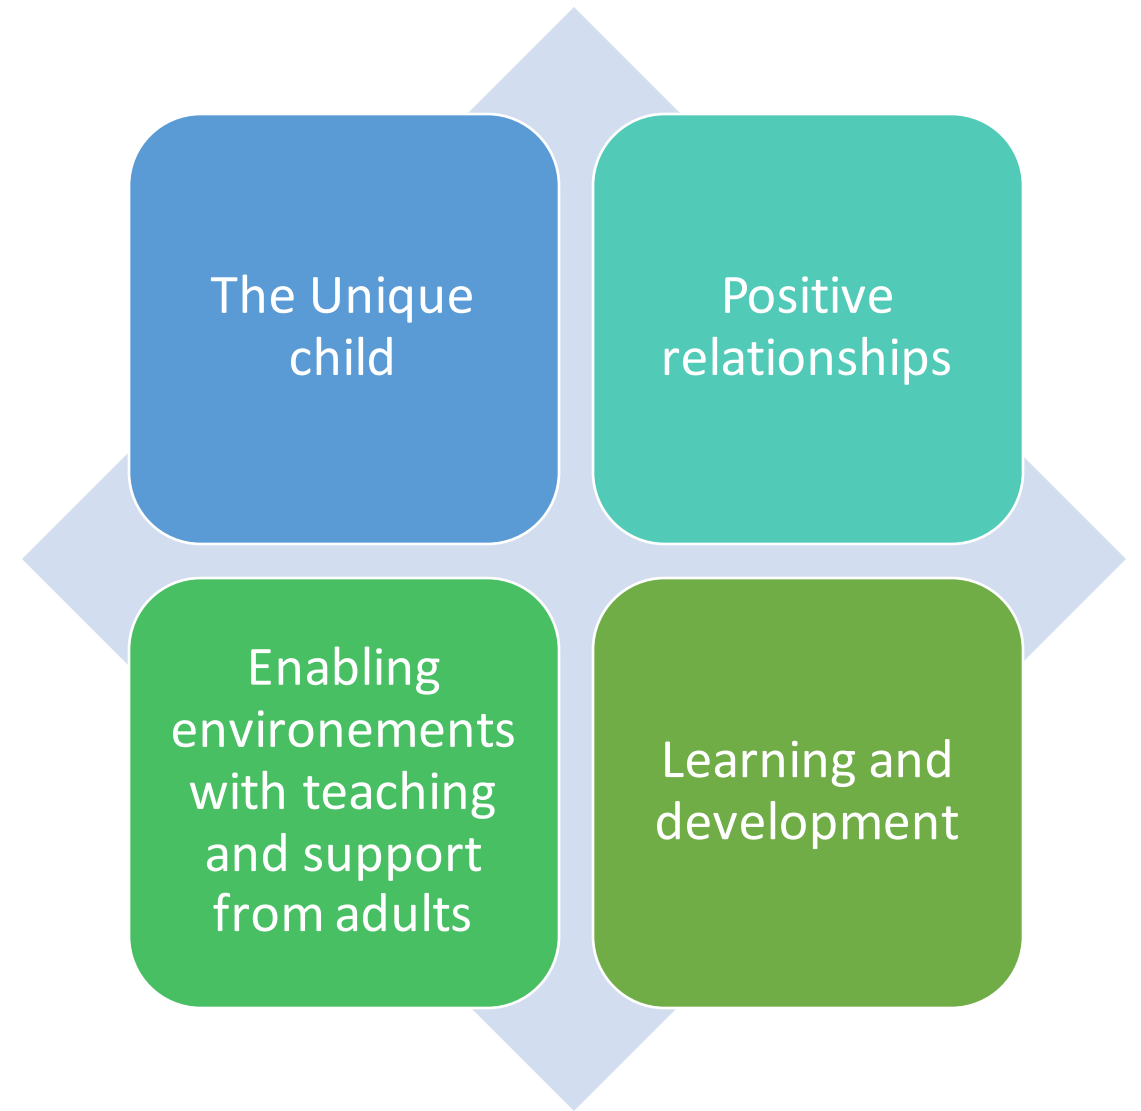 The Unique
child
Positive
relationships
Enabling
environements
with teaching
and support
from adults
Learning and
development